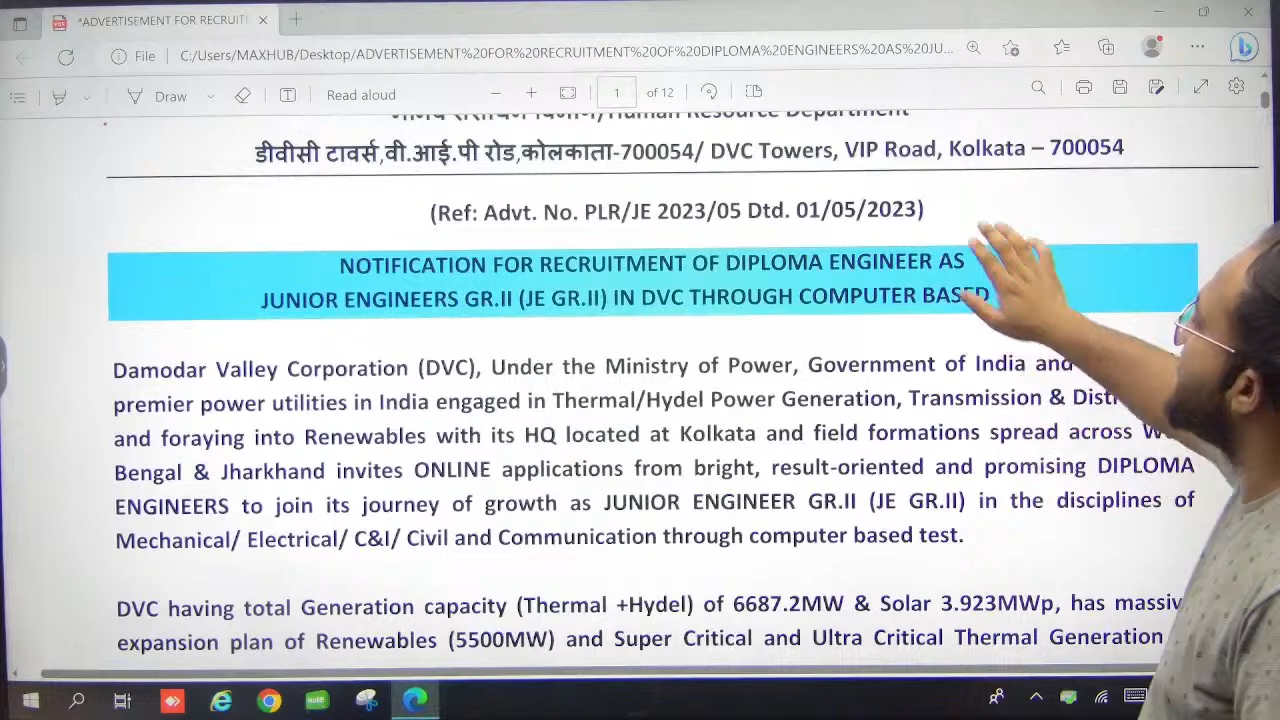 *ADVERTISEMENT FOR RECRUIT
File
C:/Users/MAXHUB/Desktop/ADVERTISEMENT%20FOR%20RECRUITMENT%20OF%20DIPLOMA%20ENGINEERS%20AS%20JU...
Draw
Read aloud
1 of 12
मानव संसाधन विभाग/Human Resource Department
डीवीसी टावर्स,वी.आई.पी रोड,कोलकाता-700054/ DVC Towers, VIP Road, Kolkata – 700054
(Ref: Advt. No. PLR/JE 2023/05 Dtd. 01/05/2023)
NOTIFICATION FOR RECRUITMENT OF DIPLOMA ENGINEER AS
JUNIOR ENGINEERS GR.II (JE GR.II) IN DVC THROUGH COMPUTER BASED
Damodar Valley Corporation (DVC), Under the Ministry of Power, Government of India and
premier power utilities in India engaged in Thermal/Hydel Power Generation, Transmission &
and foraying into Renewables with its HQ located at Kolkata and field formations spread across
Bengal & Jharkhand invites ONLINE applications from bright, result-oriented and promising DIPLOMA
ENGINEERS to join its journey of growth as JUNIOR ENGINEER GR.II (JE GR.II) in the disciplines of
Mechanical/ Electrical/ C&I/ Civil and Communication through computer based test.
DVC having total Generation capacity (Thermal +Hydel) of 6687.2MW & Solar 3.923MWp, has massiv
expansion plan of Renewables (5500MW) and Super Critical and Ultra Critical Thermal Generation
Note